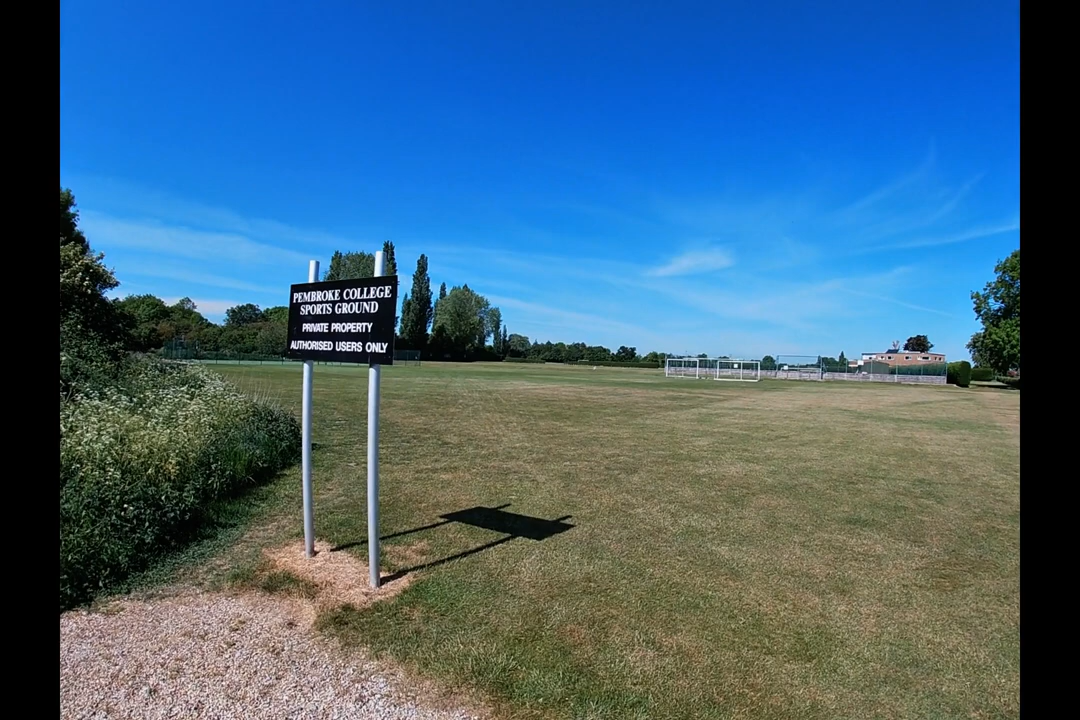 PEMBROKE COLLEGE
SPORTS GROUND
PRIVATE PROPERTY
AUTHORISED USERS ONLY